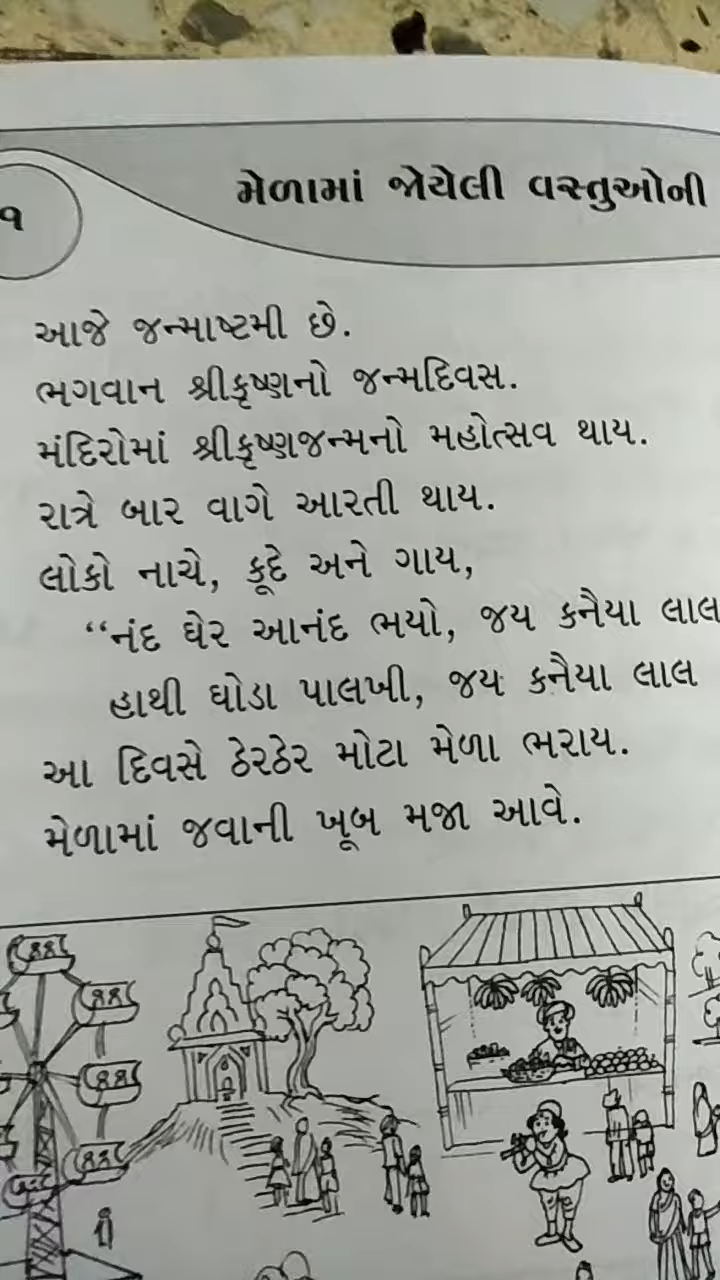 ૧
મેળામાં જોયેલી વસ્તુઓની
આજે જન્માષ્ટમી છે.
ભગવાન શ્રીકૃષ્ણનો જન્મદિવસ.
મંદિરોમાં શ્રીકૃષ્ણજન્મનો મહોત્સવ થાય.
રાત્રે બાર વાગે આરતી થાય.
લોકો નાચે, કૂદે અને ગાય,
“નંદ ઘેર આનંદ ભયો, જય કનૈયા લાલ
હાથી ઘોડા પાલખી, જય કનૈયા લાલ
આ દિવસે ઠેરઠેર મોટા મેળા ભરાય.
મેળામાં જવાની ખૂબ મજા આવે.